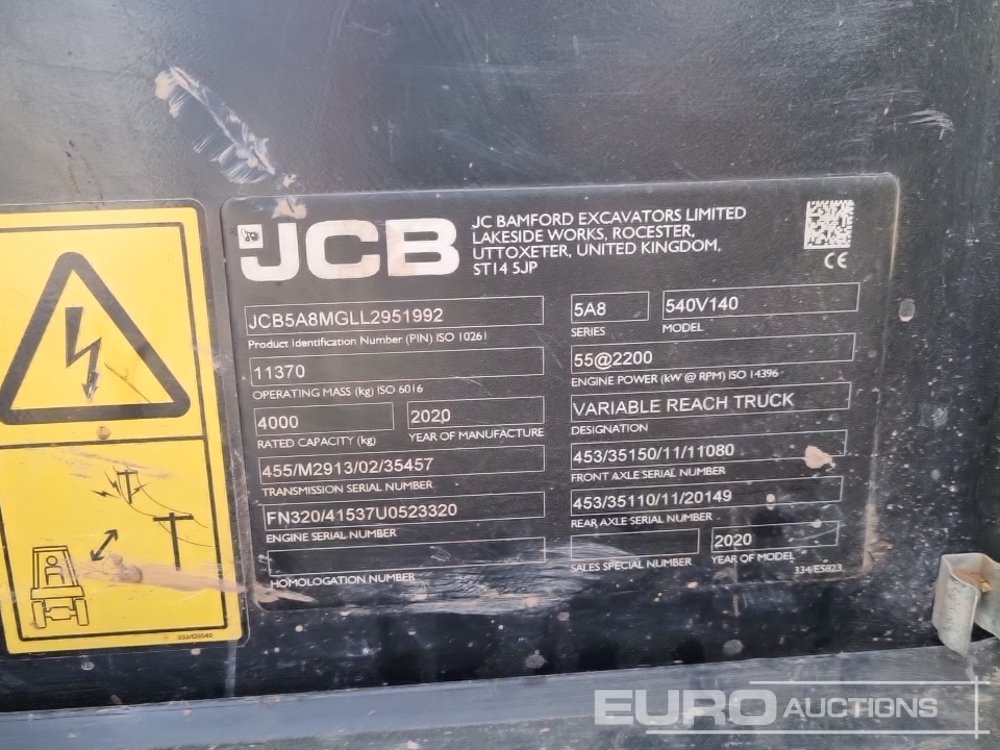 JCB
JC BAMFORD EXCAVATORS LIMITED
LAKESIDE WORKS, ROCESTER,
UTTOXETER, UNITED KINGDOM,
ST14 5JP
CE
JCB5A8MGLL2951992
Product Identification Number (PIN) ISO 10261
11370
OPERATING MASS (kg) ISO 6016
4000
RATED CAPACITY (kg)
2020
YEAR OF MANUFACTURE
455/M2913/02/35457
TRANSMISSION SERIAL NUMBER
FN320/41537U0523320
ENGINE SERIAL NUMBER
HOMOLOGATION NUMBER
5A8
SERIES
540V140
MODEL
55@2200
ENGINE POWER (kW @ RPM) ISO 14396
VARIABLE REACH TRUCK
DESIGNATION
453/35150/11/11080
FRONT AXLE SERIAL NUMBER
453/35110/11/20149
REAR AXLE SERIAL NUMBER
SALES SPECIAL NUMBER
2020
YEAR OF MODEL
334/E5823
EURO AUCTIONS